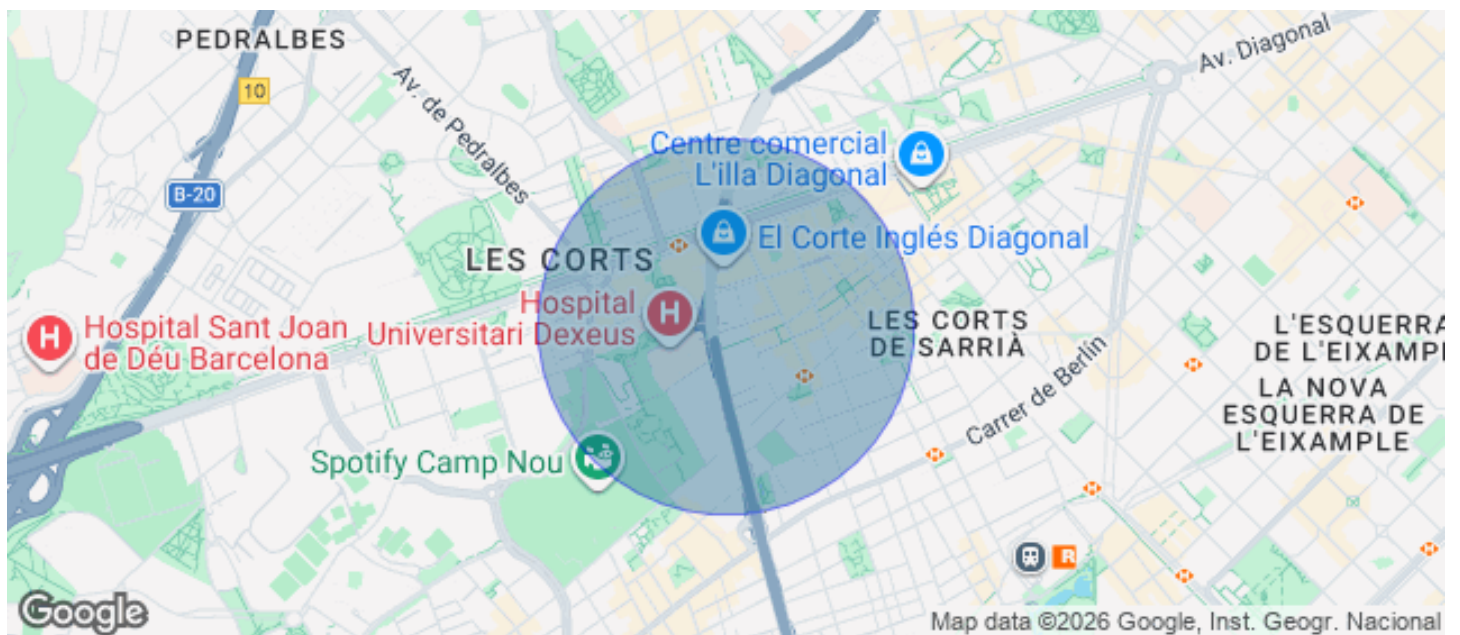 PEDRALBES
Av. Diagonal
10
Av. de Pedralbes
Centre comercial
L'illa Diagonal
B-20
El Corte Inglés Diagonal
LES CORTS
Hospital
Universitari Dexeus
H
H
Hospital Sant Joan
de Déu Barcelona
LES CORTS
DE SARRIÀ
L'ESQUERRA
DE L'EIXAMPL
Carrer de Berlín
LA NOVA
ESQUERRA DE
L'EIXAMPLE
Spotify Camp Nou
R
Google
Map data ©2026 Google, Inst. Geogr. Nacional